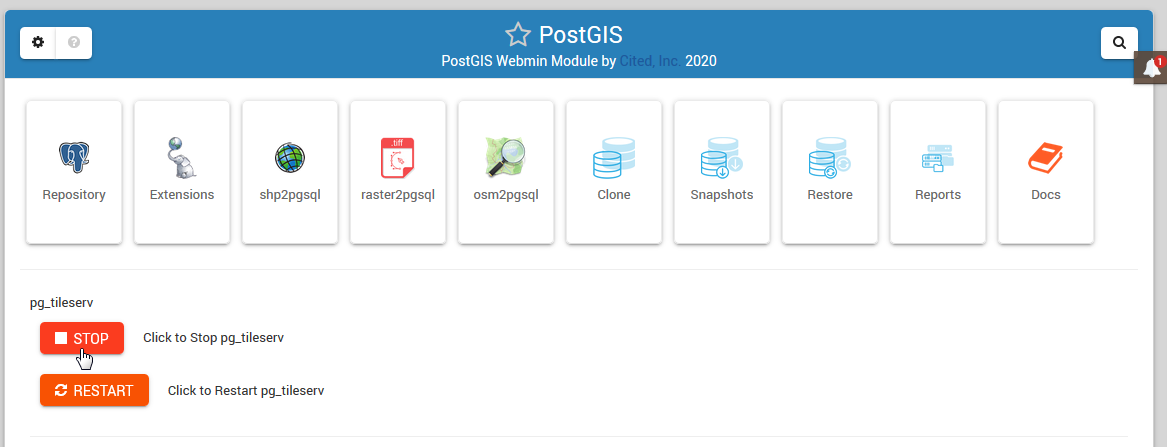 PostGIS
PostGIS Webmin Module by Cited, Inc. 2020
1
.tiff
Repository
Extensions
shp2pgsql
raster2pgsql
osm2pgsql
Clone
Snapshots
Restore
Reports
Docs
pg_tileserv
STOP Click to Stop pg_tileserv
RESTART Click to Restart pg_tileserv